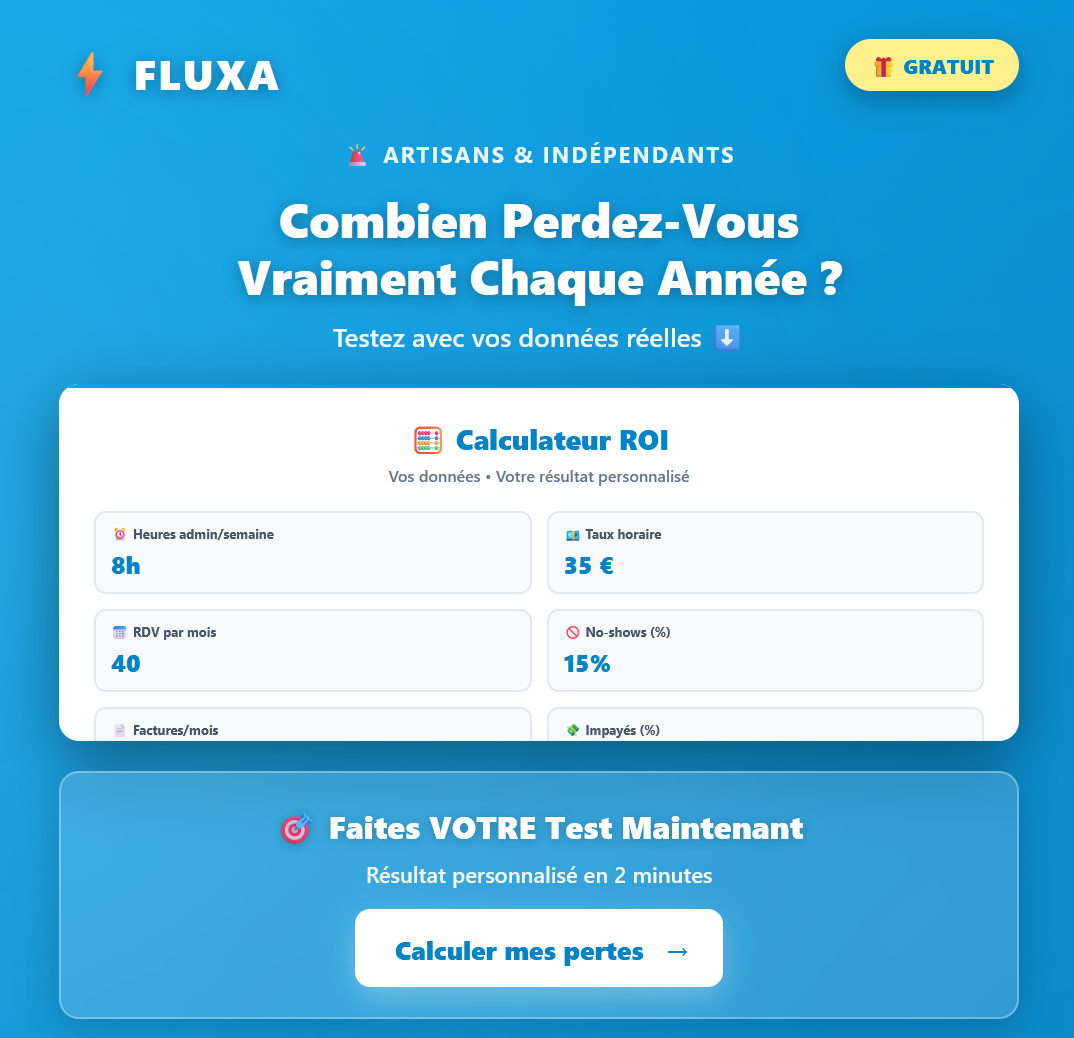 FLUXA
GRATUIT
ARTISANS & INDÉPENDANTS
Combien Perdez-Vous
Vraiment Chaque Année ?
Testez avec vos données réelles
Calculateur ROI
Vos données • Votre résultat personnalisé
Heures admin/semaine
8h
Taux horaire
35 €
RDV par mois
40
No-shows (%)
15%
Factures/mois
Impayés (%)
Faites VOTRE Test Maintenant
Résultat personnalisé en 2 minutes
Calculer mes pertes →